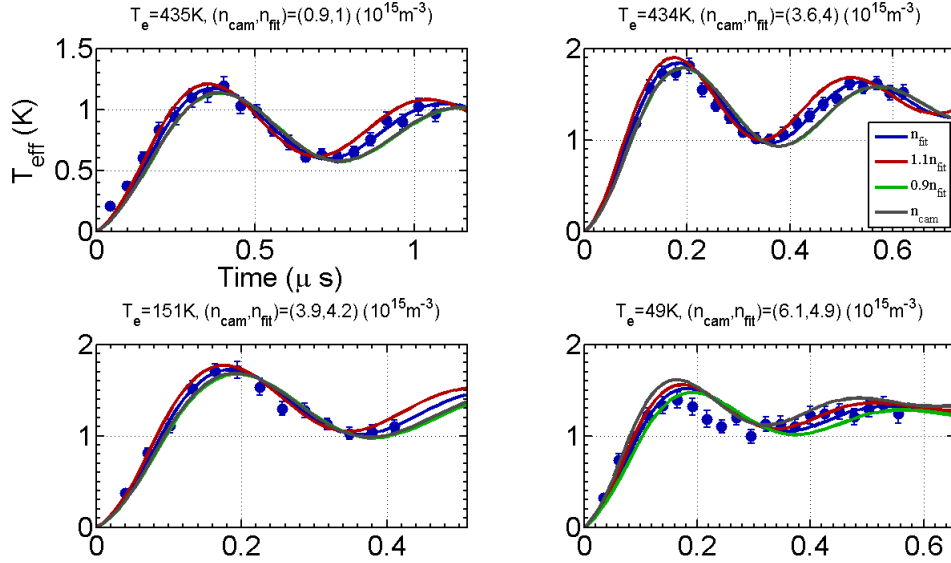 T_e=435K, (n_cam,n_fit)=(0.9,1) (10^15m^-3)
T_eff (K)
1.5
1
0.5
0
0 0.5 1
Time (μ s)
T_e=434K, (n_cam,n_fit)=(3.6,4) (10^15m^-3)
2
1
0
0 0.2 0.4 0.6
n_fit
1.1n_fit
0.9n_fit
n_cam
T_e=151K, (n_cam,n_fit)=(3.9,4.2) (10^15m^-3)
2
1
0
0 0.2 0.4
T_e=49K, (n_cam,n_fit)=(6.1,4.9) (10^15m^-3)
2
1
0
0 0.2 0.4 0.6